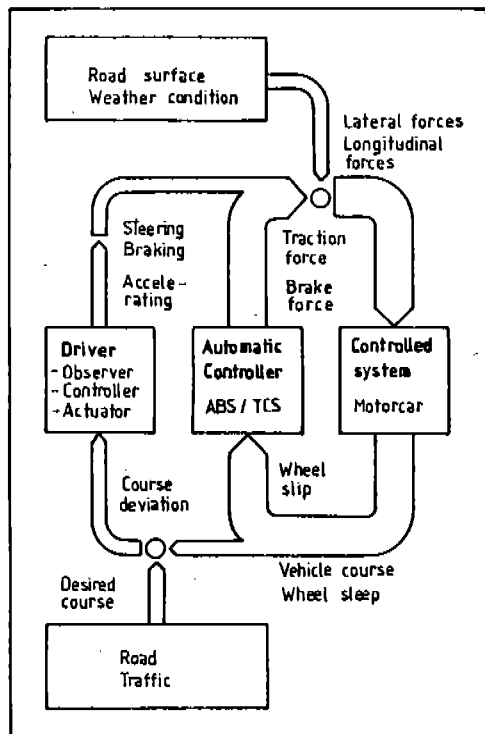 Road surface
Weather condition
Lateral forces
Longitudinal
forces
Steering
Braking
Accele-
rating
Traction
force
Brake
force
Driver
- Observer
- Controller
- Actuator
Automatic
Controller
ABS / TCS
Controlled
system
Motorcar
Course
deviation
Wheel
slip
Desired
course
Vehicle course
Wheel sleep
Road
Traffic